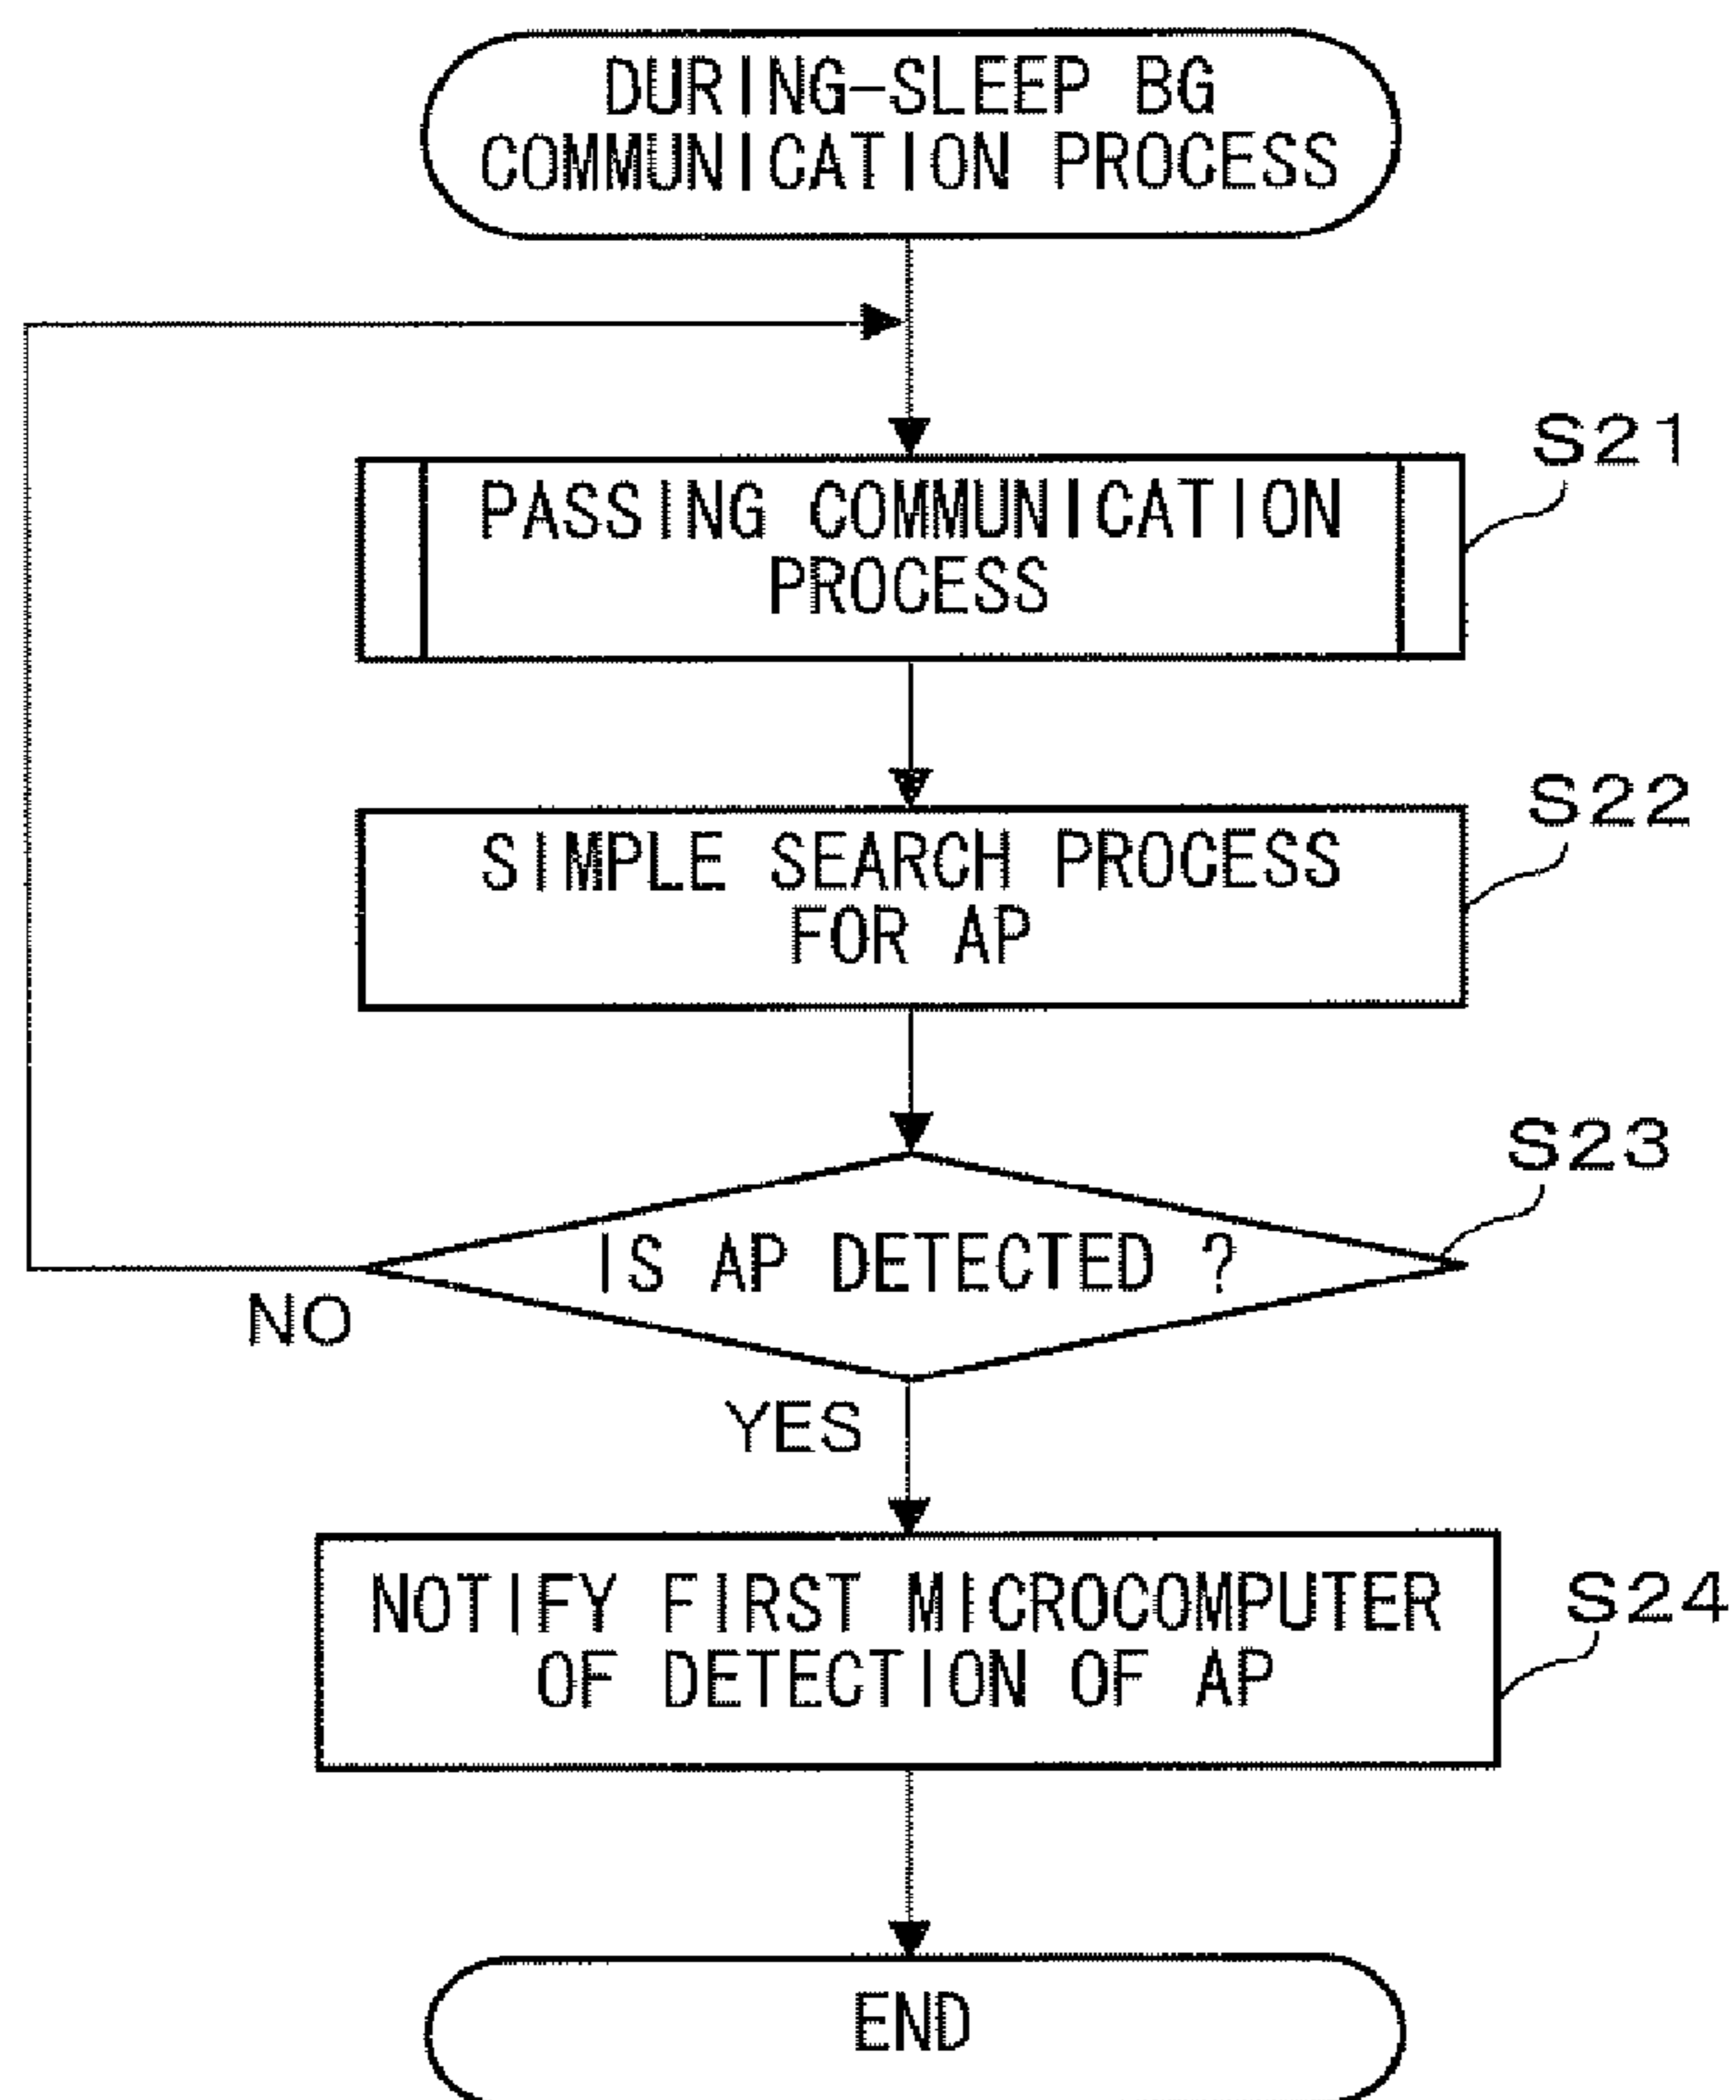 DURING-SLEEP BG
COMMUNICATION PROCESS
PASSING COMMUNICATION
PROCESS
S21
SIMPLE SEARCH PROCESS
FOR AP
S22
IS AP DETECTED ?
S23
NO
YES
NOTIFY FIRST MICROCOMPUTER
OF DETECTION OF AP
S24
END